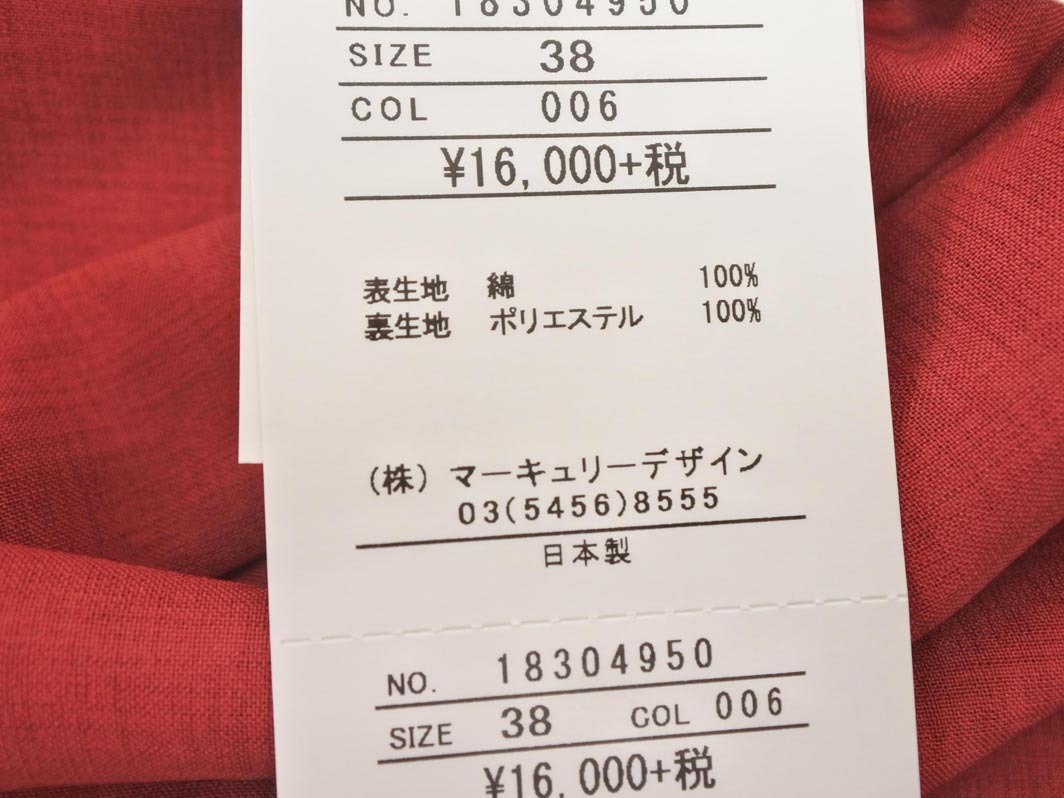 NO. 18304950
SIZE 38
COL 006
¥16,000+税
表生地 綿 100%
裏生地 ポリエステル 100%
(株) マーキュリーデザイン
03(5456)8555
日本製
NO. 18304950
SIZE 38 COL 006
¥16,000+税